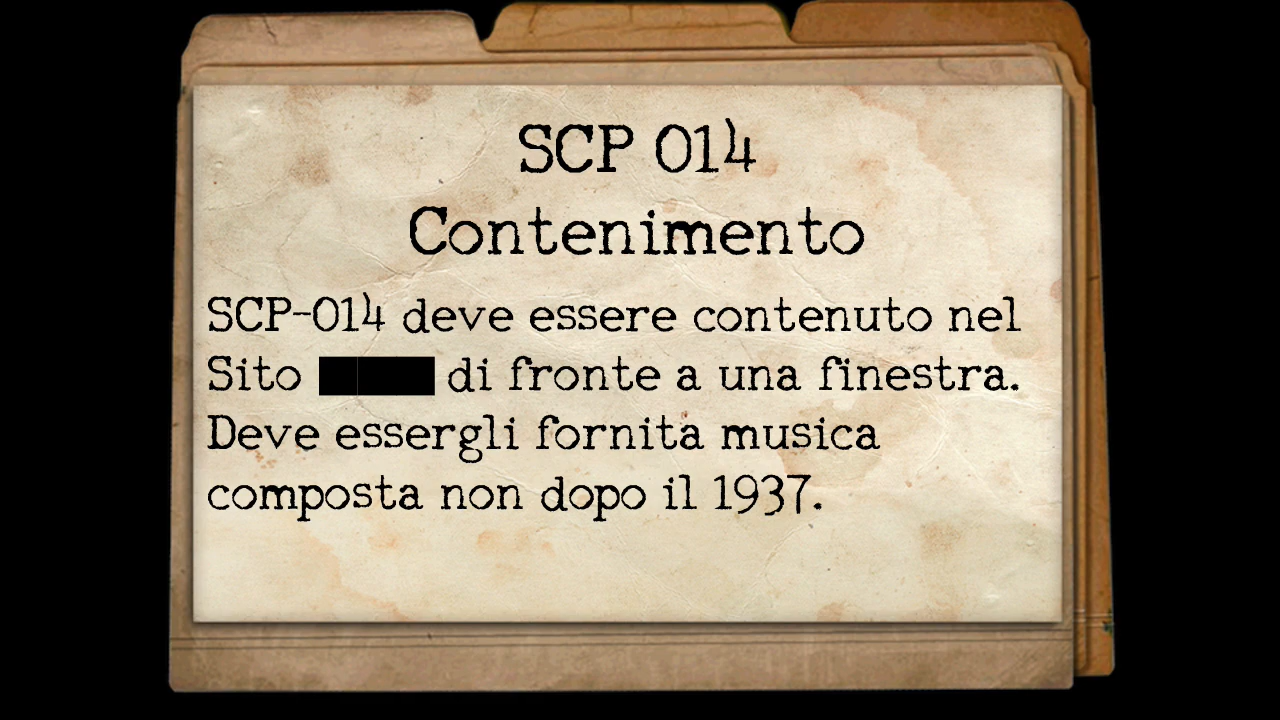 SCP 014
Contenimento
SCP-014 deve essere contenuto nel
Sito ████ di fronte a una finestra.
Deve essergli fornita musica
composta non dopo il 1937.